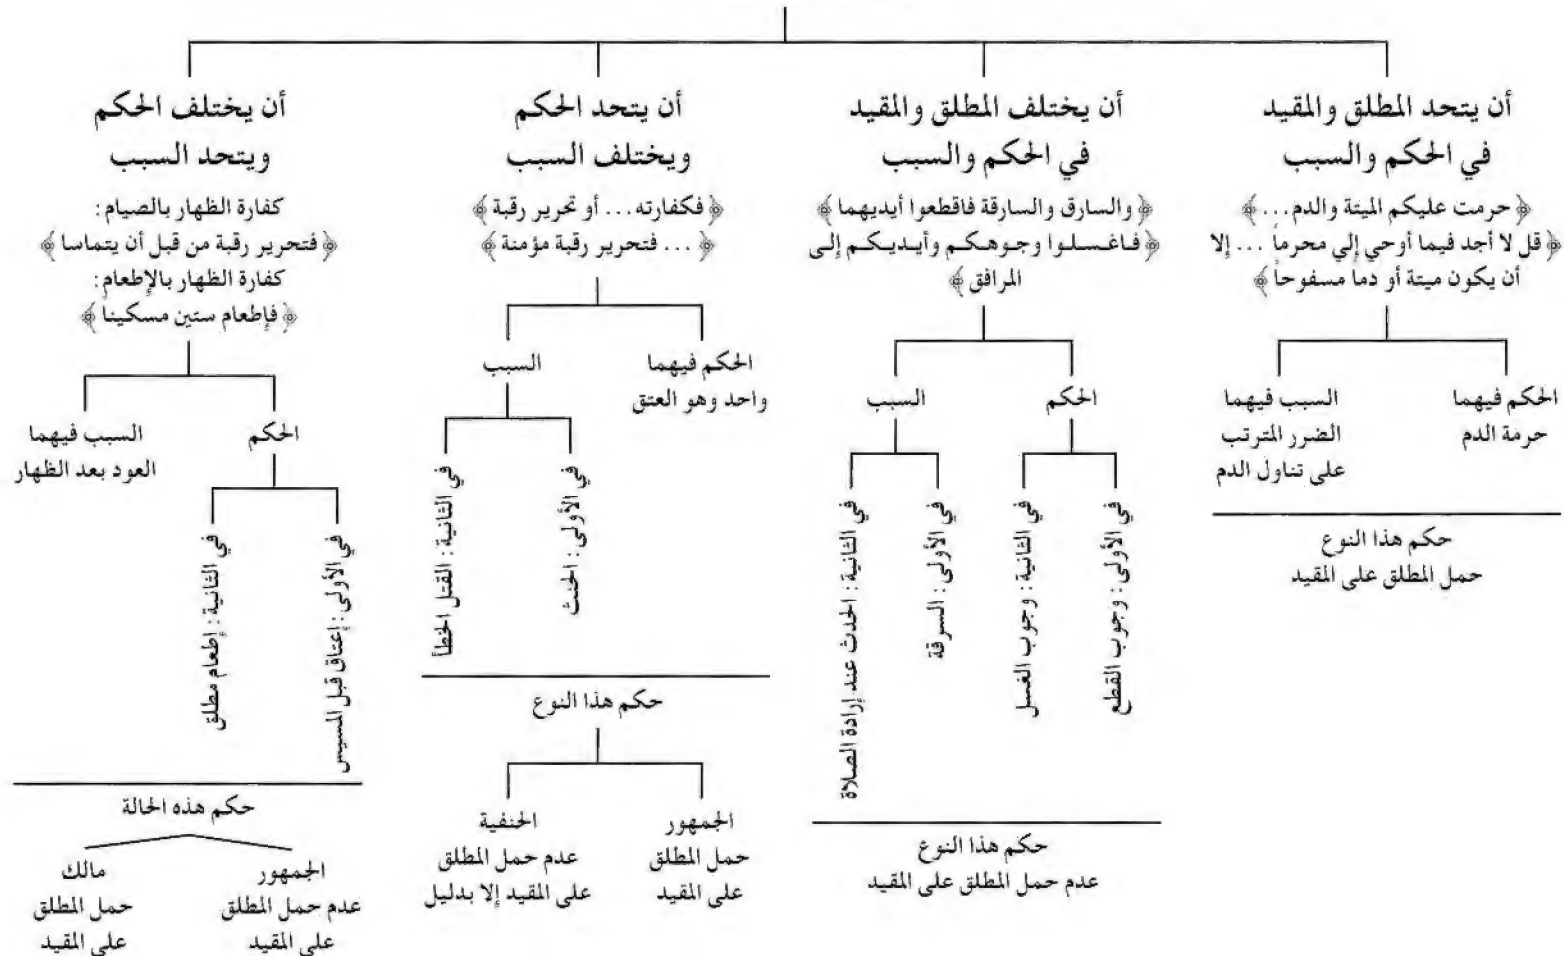 أن يتحد المطلق والمقيد
في الحكم والسبب
﴿حرمت عليكم الميتة والدم...﴾
﴿قل لا أجد فيما أوحي إلي محرماً ... إلا
أن يكون ميتة أو دماً مسفوحاً﴾
الحكم فيهما
حرمة الدم
السبب فيهما
الضرر المترتب
على تناول الدم
حكم هذا النوع
حمل المطلق على المقيد
أن يختلف المطلق والمقيد
في الحكم والسبب
﴿والسارق والسارقة فاقطعوا أيديهما﴾
﴿فاغسلوا وجوهكم وأيديكم إلى
المرافق﴾
الحكم
في الأولى : وجوب القطع
في الثانية : وجوب الغسل
السبب
في الأولى : السرقة
في الثانية : الحدث عند إرادة الصلاة
حكم هذا النوع
عدم حمل المطلق على المقيد
أن يتحد الحكم
ويختلف السبب
﴿فكفارته... أو تحرير رقبة﴾
﴿... فتحرير رقبة مؤمنة﴾
الحكم فيهما
واحد وهو العتق
السبب
في الأولى : الحنث
في الثانية : القتل الخطأ
حكم هذا النوع
الجمهور
حمل المطلق
على المقيد
الحنفية
عدم حمل المطلق
على المقيد إلا بدليل
أن يختلف الحكم
ويتحد السبب
كفارة الظهار بالصيام :
﴿فتحرير رقبة من قبل أن يتماسا﴾
كفارة الظهار بالإطعام :
﴿فإطعام ستين مسكيناً﴾
الحكم
في الأولى : إعتاق قبل المسيس
في الثانية : إطعام مطلق
السبب فيهما
العود بعد الظهار
حكم هذه الحالة
الجمهور
عدم حمل المطلق
على المقيد
مالك
حمل المطلق
على المقيد